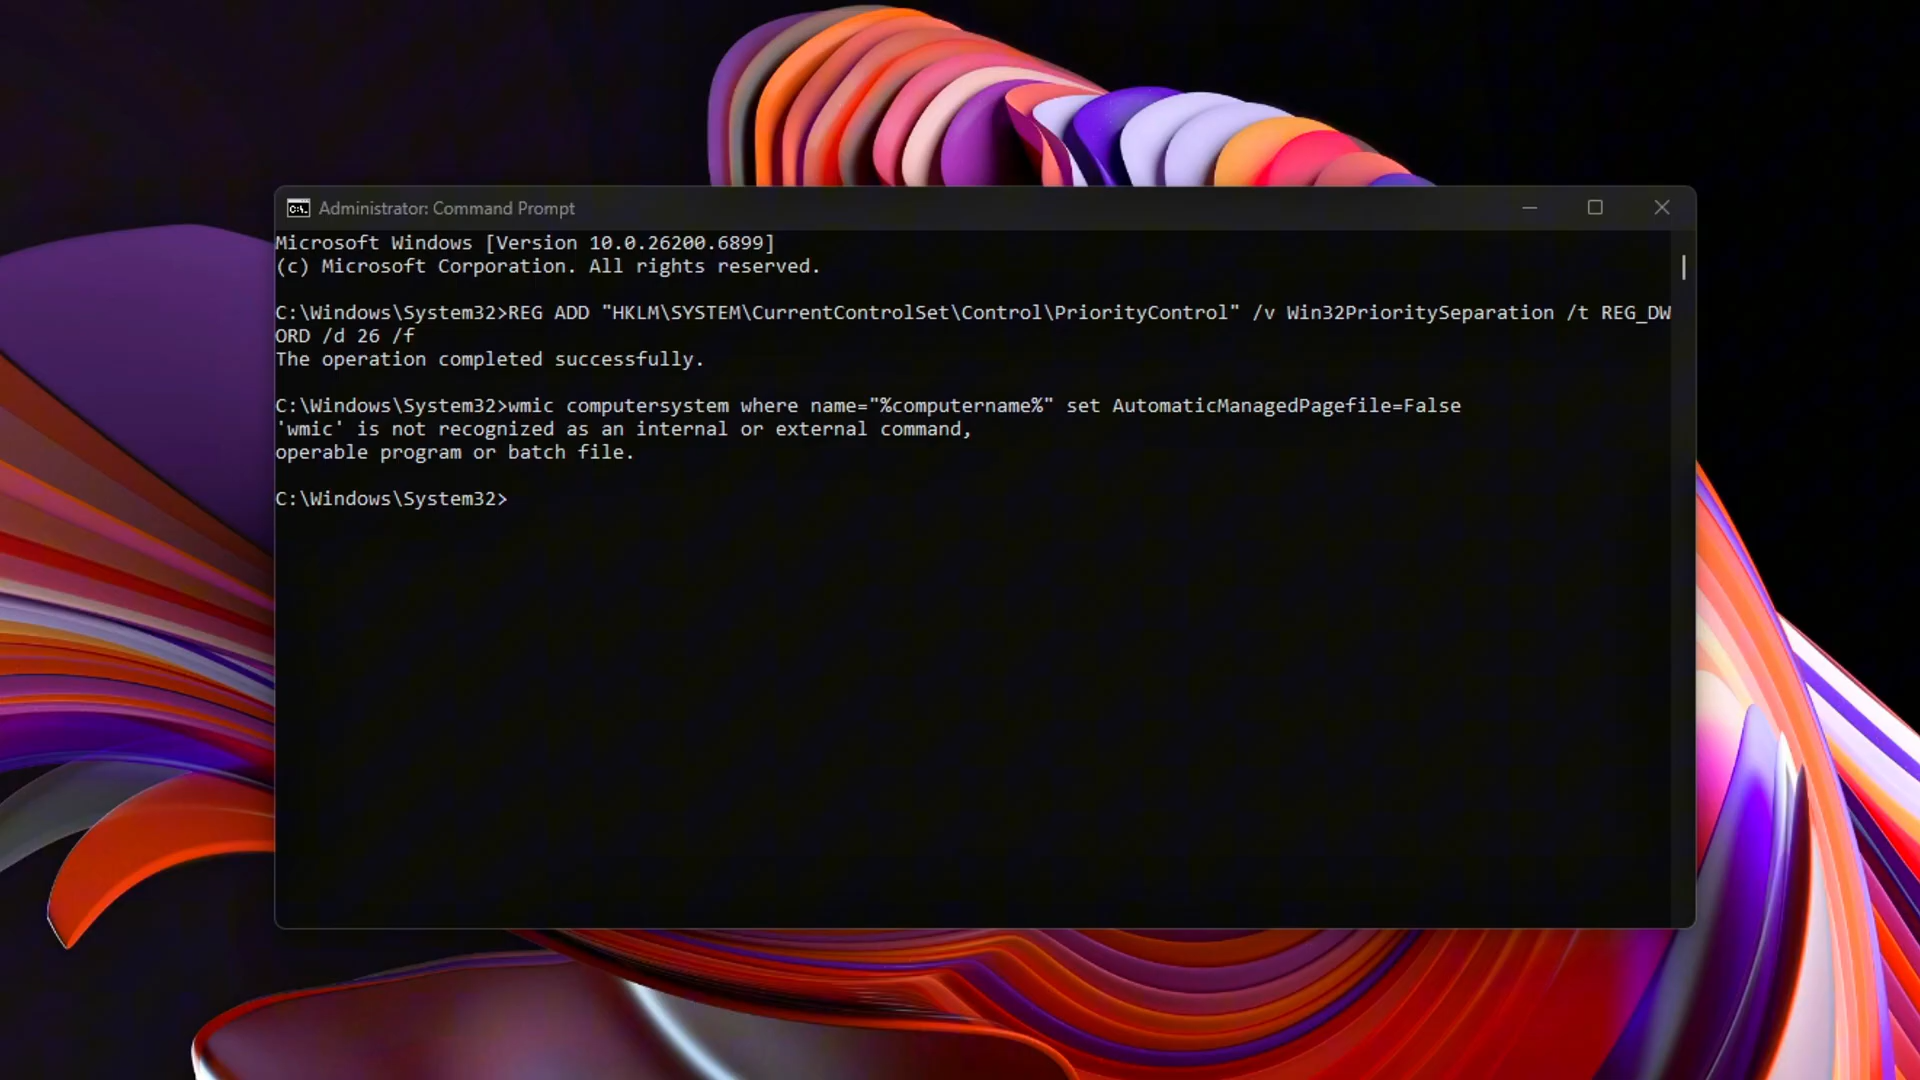 Administrator: Command Prompt
Microsoft Windows [Version 10.0.26200.6899]
(c) Microsoft Corporation. All rights reserved.
C:\Windows\System32>REG ADD "HKLM\SYSTEM\CurrentControlSet\Control\PriorityControl" /v Win32PrioritySeparation /t REG_DW
ORD /d 26 /f
The operation completed successfully.
C:\Windows\System32>wmic computersystem where name="%computername%" set AutomaticManagedPagefile=False
'wmic' is not recognized as an internal or external command,
operable program or batch file.
C:\Windows\System32>